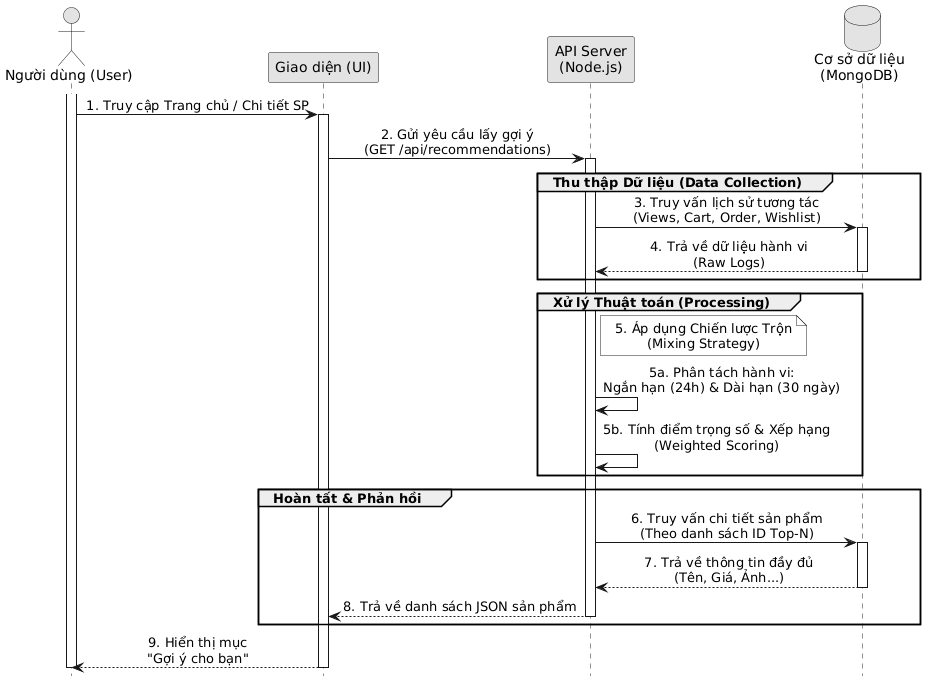 Người dùng (User)
Giao diện (UI)
API Server
(Node.js)
Cơ sở dữ liệu
(MongoDB)
1. Truy cập Trang chủ / Chi tiết SP
2. Gửi yêu cầu lấy gợi ý
(GET /api/recommendations)
Thu thập Dữ liệu (Data Collection)
3. Truy vấn lịch sử tương tác
(Views, Cart, Order, Wishlist)
4. Trả về dữ liệu hành vi
(Raw Logs)
Xử lý Thuật toán (Processing)
5. Áp dụng Chiến lược Trộn
(Mixing Strategy)
5a. Phân tách hành vi:
Ngắn hạn (24h) & Dài hạn (30 ngày)
5b. Tính điểm trọng số & Xếp hạng
(Weighted Scoring)
Hoàn tất & Phản hồi
6. Truy vấn chi tiết sản phẩm
(Theo danh sách ID Top-N)
7. Trả về thông tin đầy đủ
(Tên, Giá, Ảnh...)
8. Trả về danh sách JSON sản phẩm
9. Hiển thị mục
"Gợi ý cho bạn"